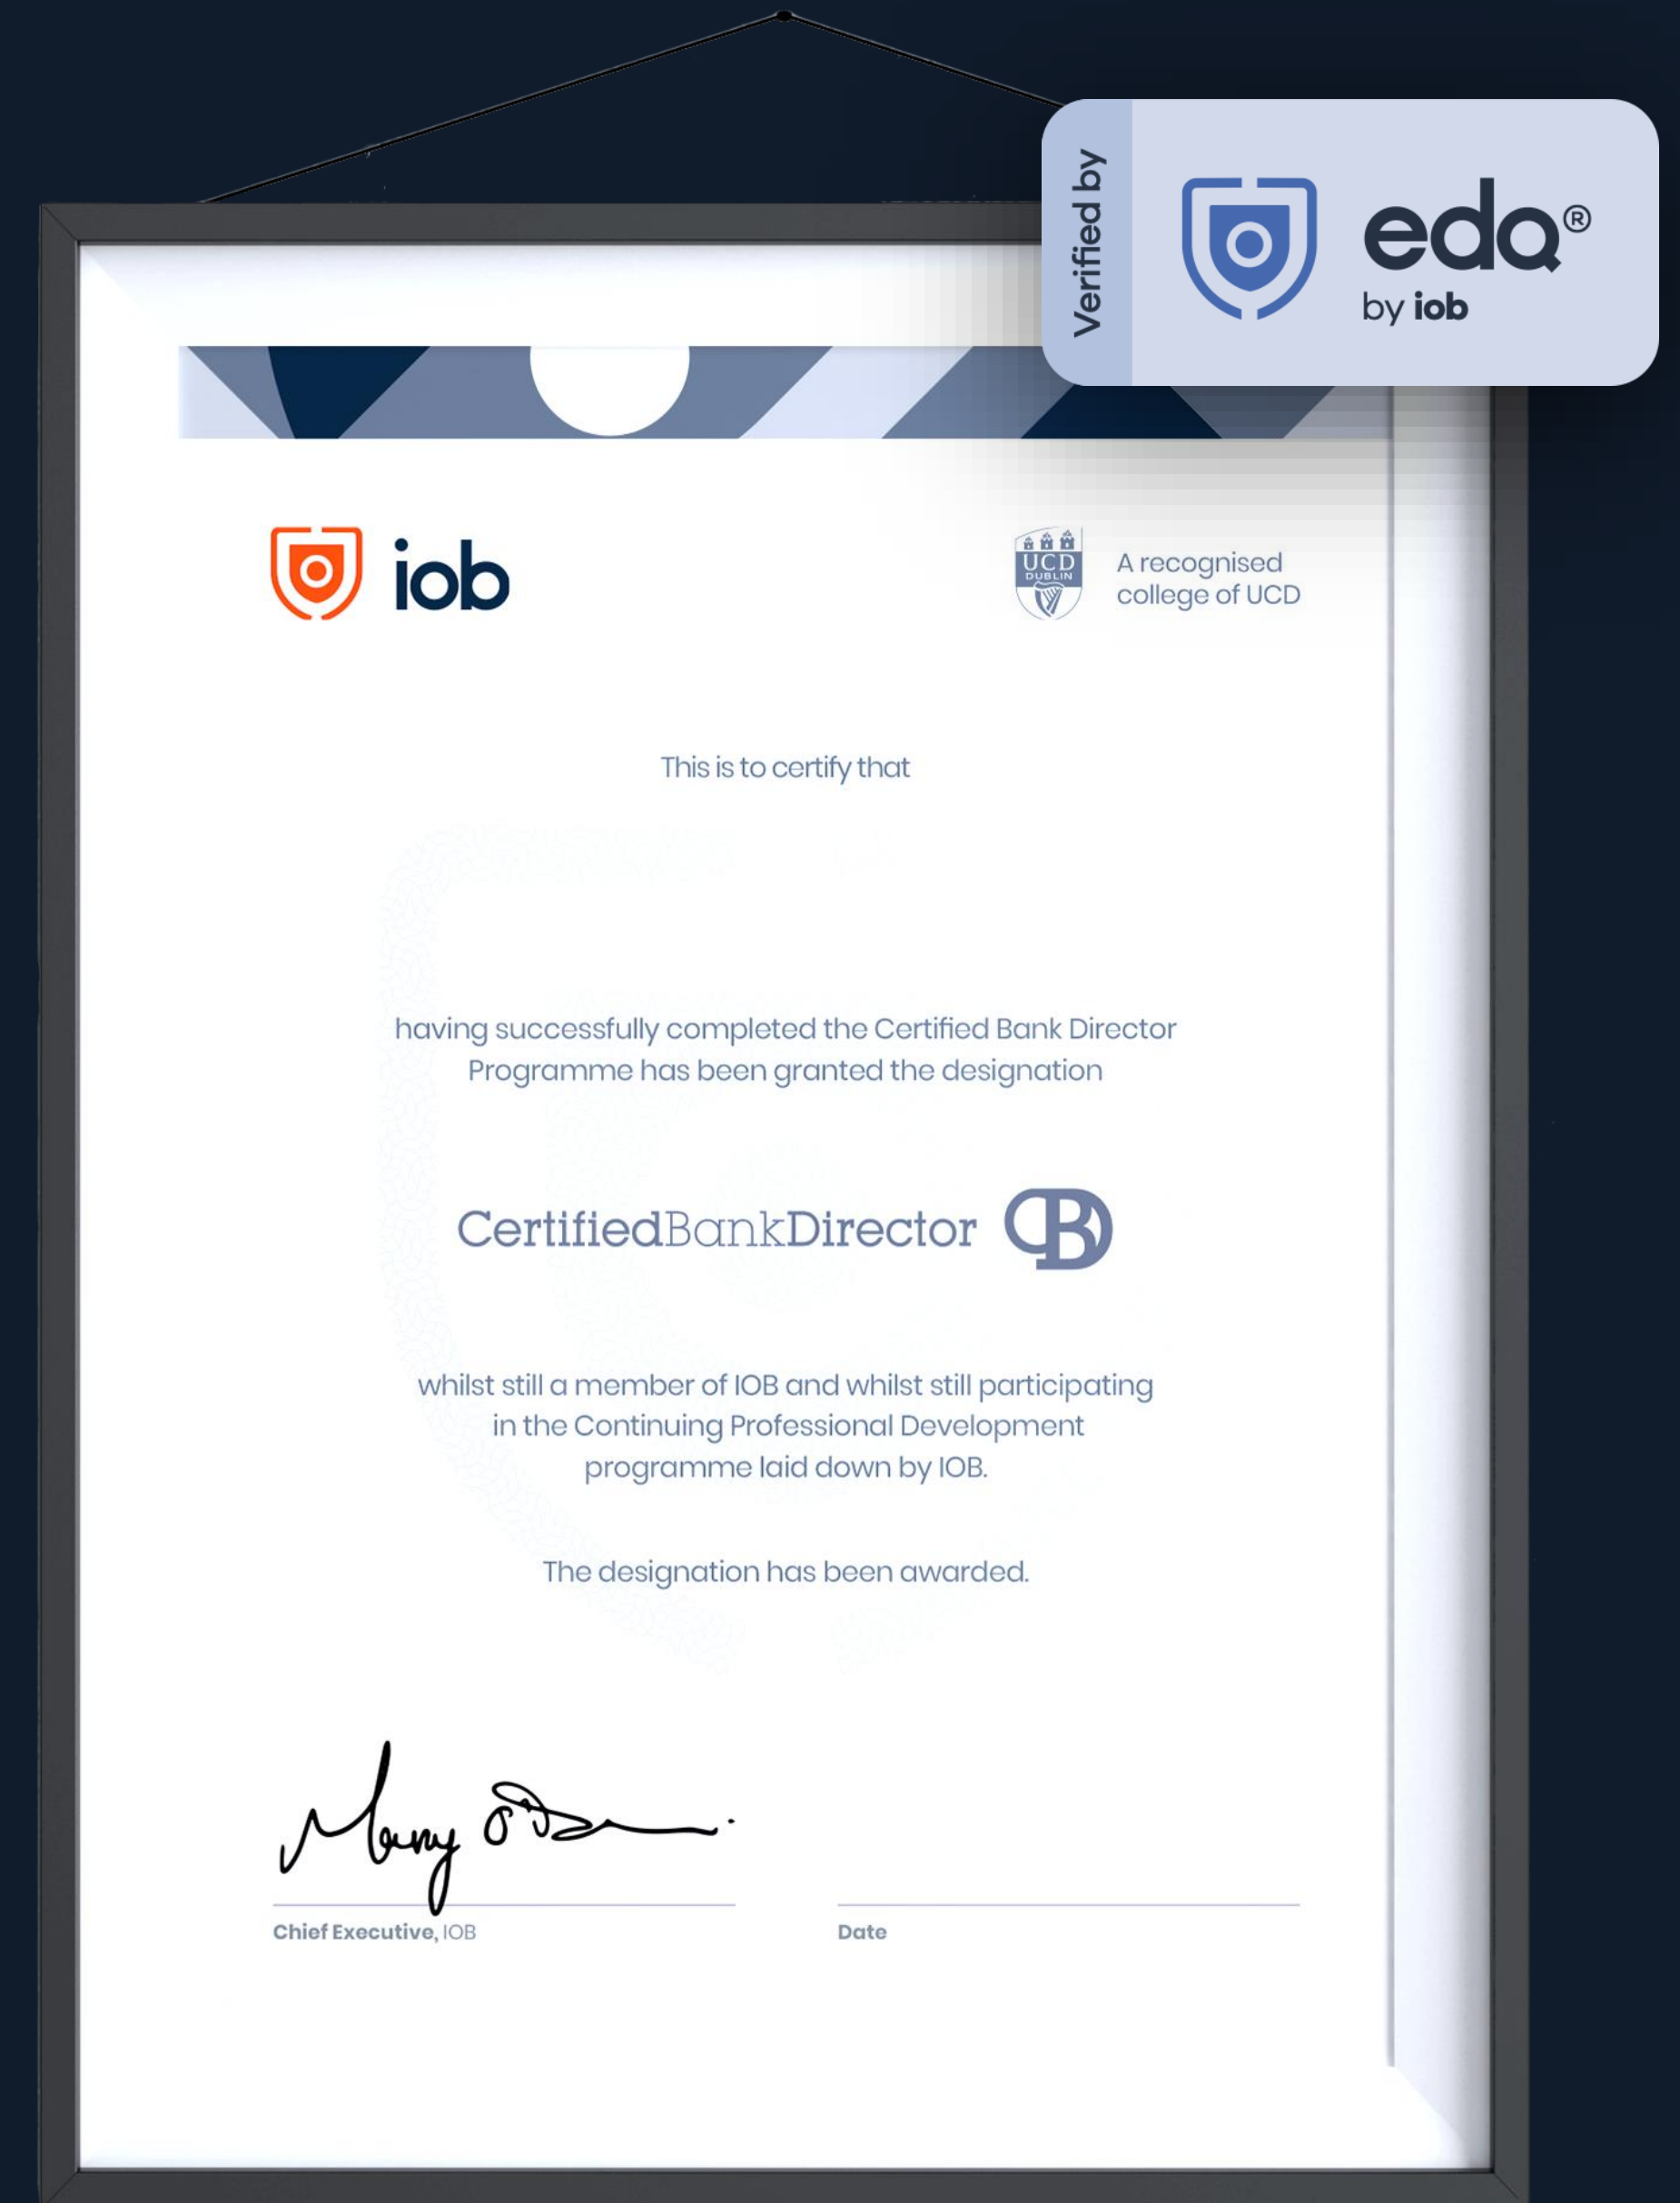 Verified by
edq®
by iob
iob
UCD
DUBLIN
A recognised
college of UCD
This is to certify that
having successfully completed the Certified Bank Director
Programme has been granted the designation
CertifiedBankDirector CBD
whilst still a member of IOB and whilst still participating
in the Continuing Professional Development
programme laid down by IOB.
The designation has been awarded.
Mary
Chief Executive, IOB
Date